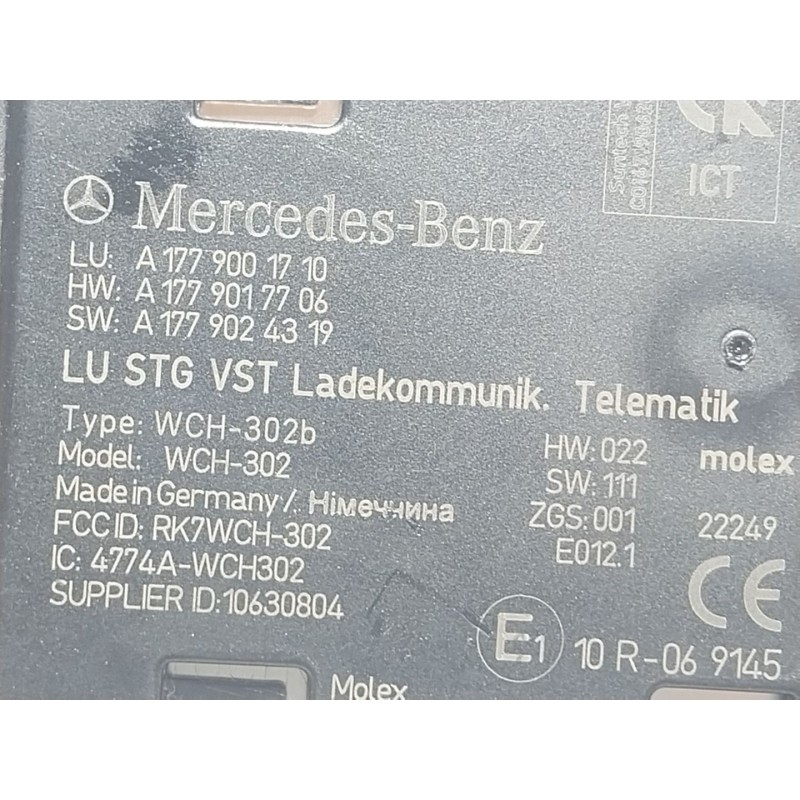 ICT
Mercedes-Benz
LU: A 177 900 17 10
HW: A 177 901 77 06
SW: A 177 902 43 19
LU STG VST Ladekommunik. Telematik
Type: WCH-302b
Model: WCH-302
Made in Germany/ Німеччина
FCC ID: RK7WCH-302
IC: 4774A-WCH302
SUPPLIER ID:10630804
HW:022
SW:111
ZGS:001
E012.1
molex
22249
CE
E1 10 R-06 9145
Molex